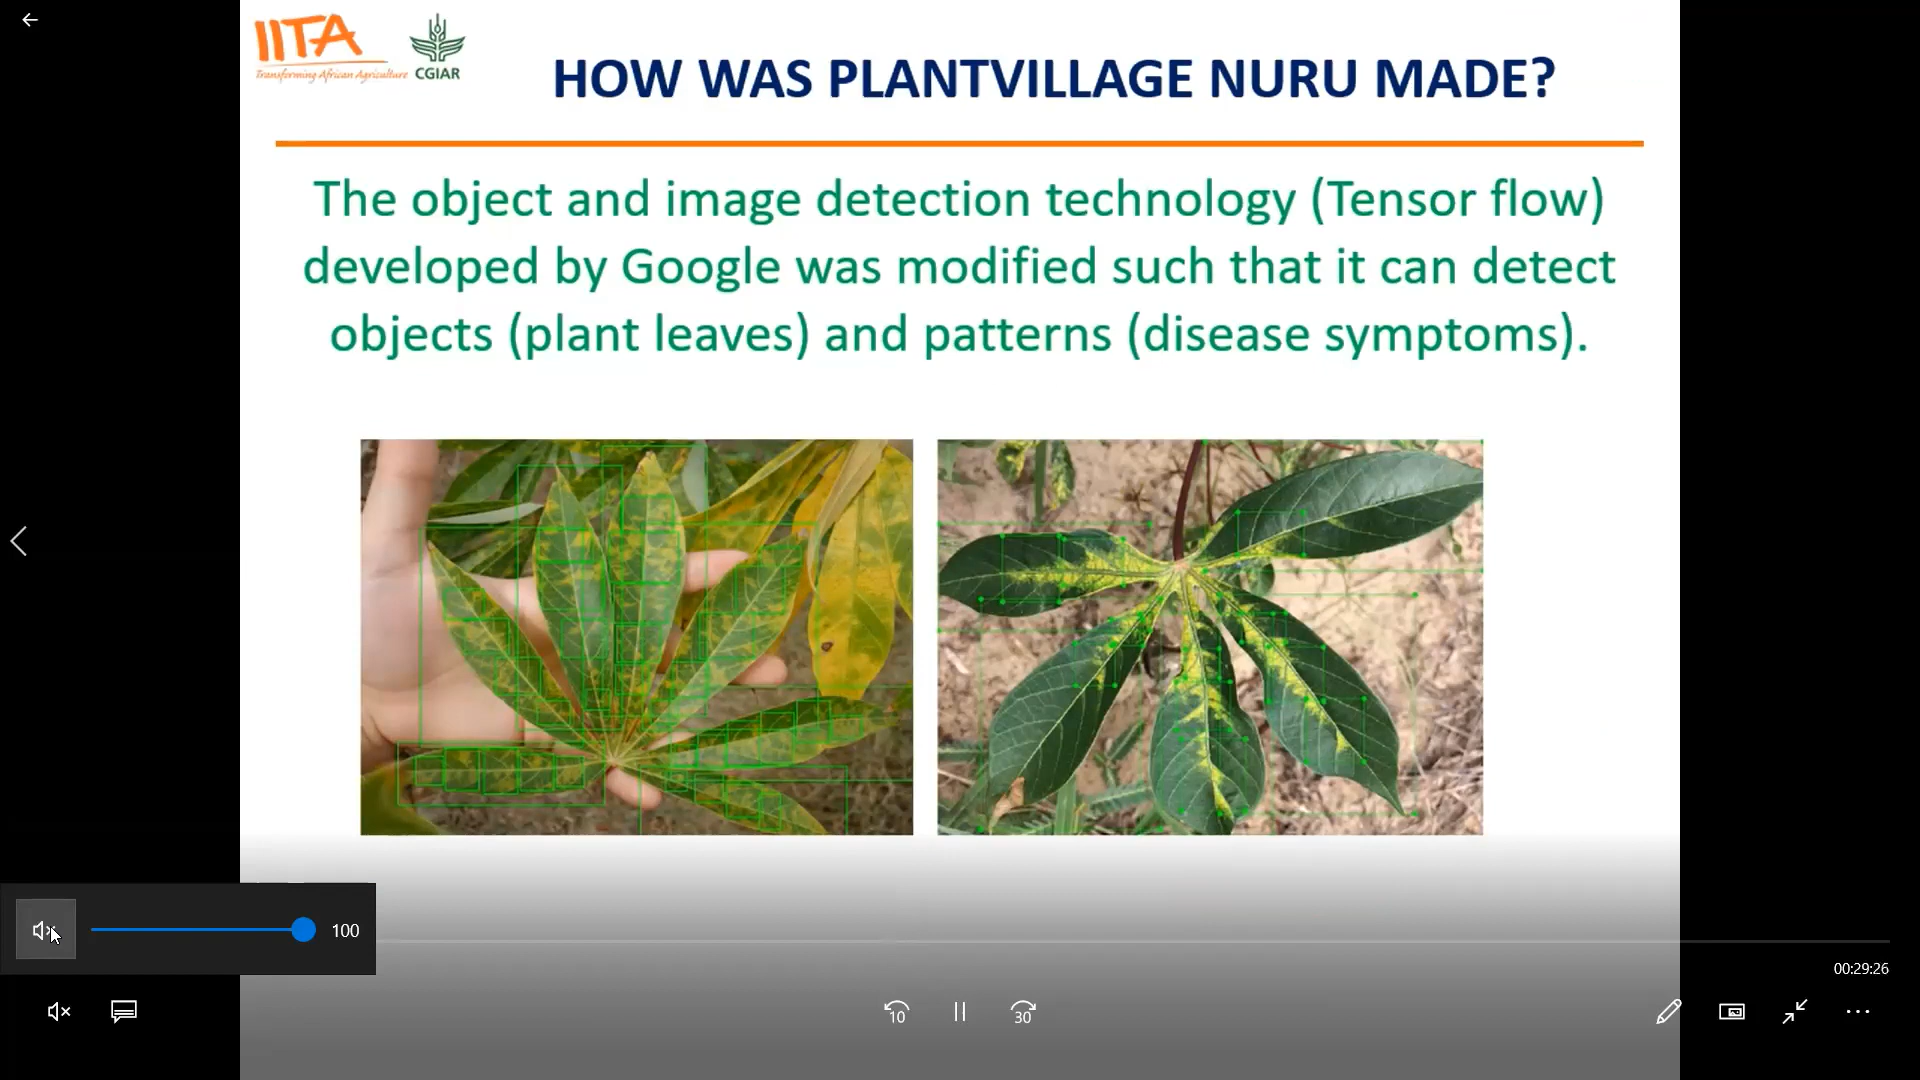 IITA
Transforming African Agriculture
CGIAR
HOW WAS PLANTVILLAGE NURU MADE?
The object and image detection technology (Tensor flow)
developed by Google was modified such that it can detect
objects (plant leaves) and patterns (disease symptoms).
100
00:29:26
10
30